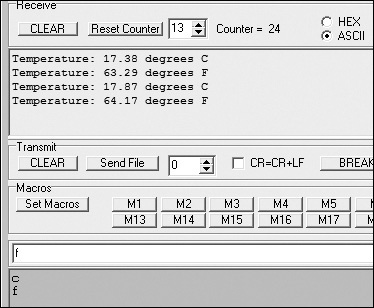 Receive
CLEAR Reset Counter 13 Counter = 24 HEX
ASCII
Temperature: 17.38 degrees C
Temperature: 63.29 degrees F
Temperature: 17.87 degrees C
Temperature: 64.17 degrees F
Transmit
CLEAR Send File 0 CR=CR+LF BREAK
Macros
Set Macros M1 M2 M3 M4 M5 M
M13 M14 M15 M16 M17 M
f
C
f